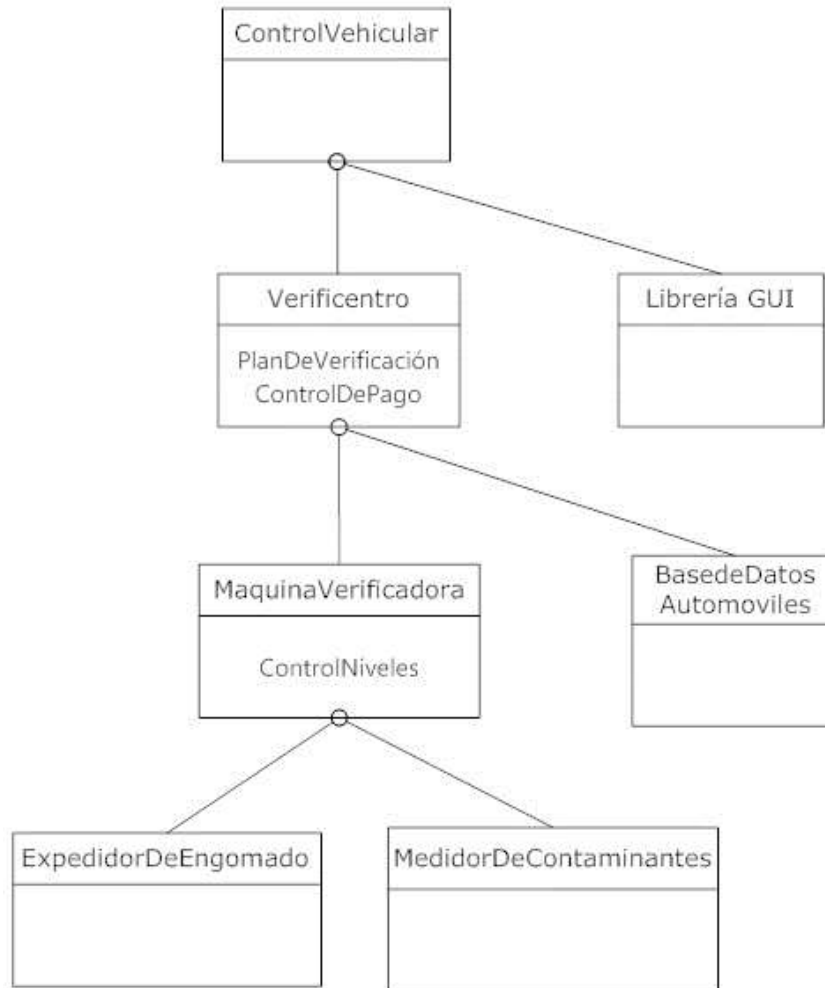 ControlVehicular
Verificentro
Librería GUI
PlanDeVerificación
ControlDePago
MaquinaVerificadora
BasedeDatos
Automoviles
ControlNiveles
ExpedidorDeEngomado
MedidorDeContaminantes